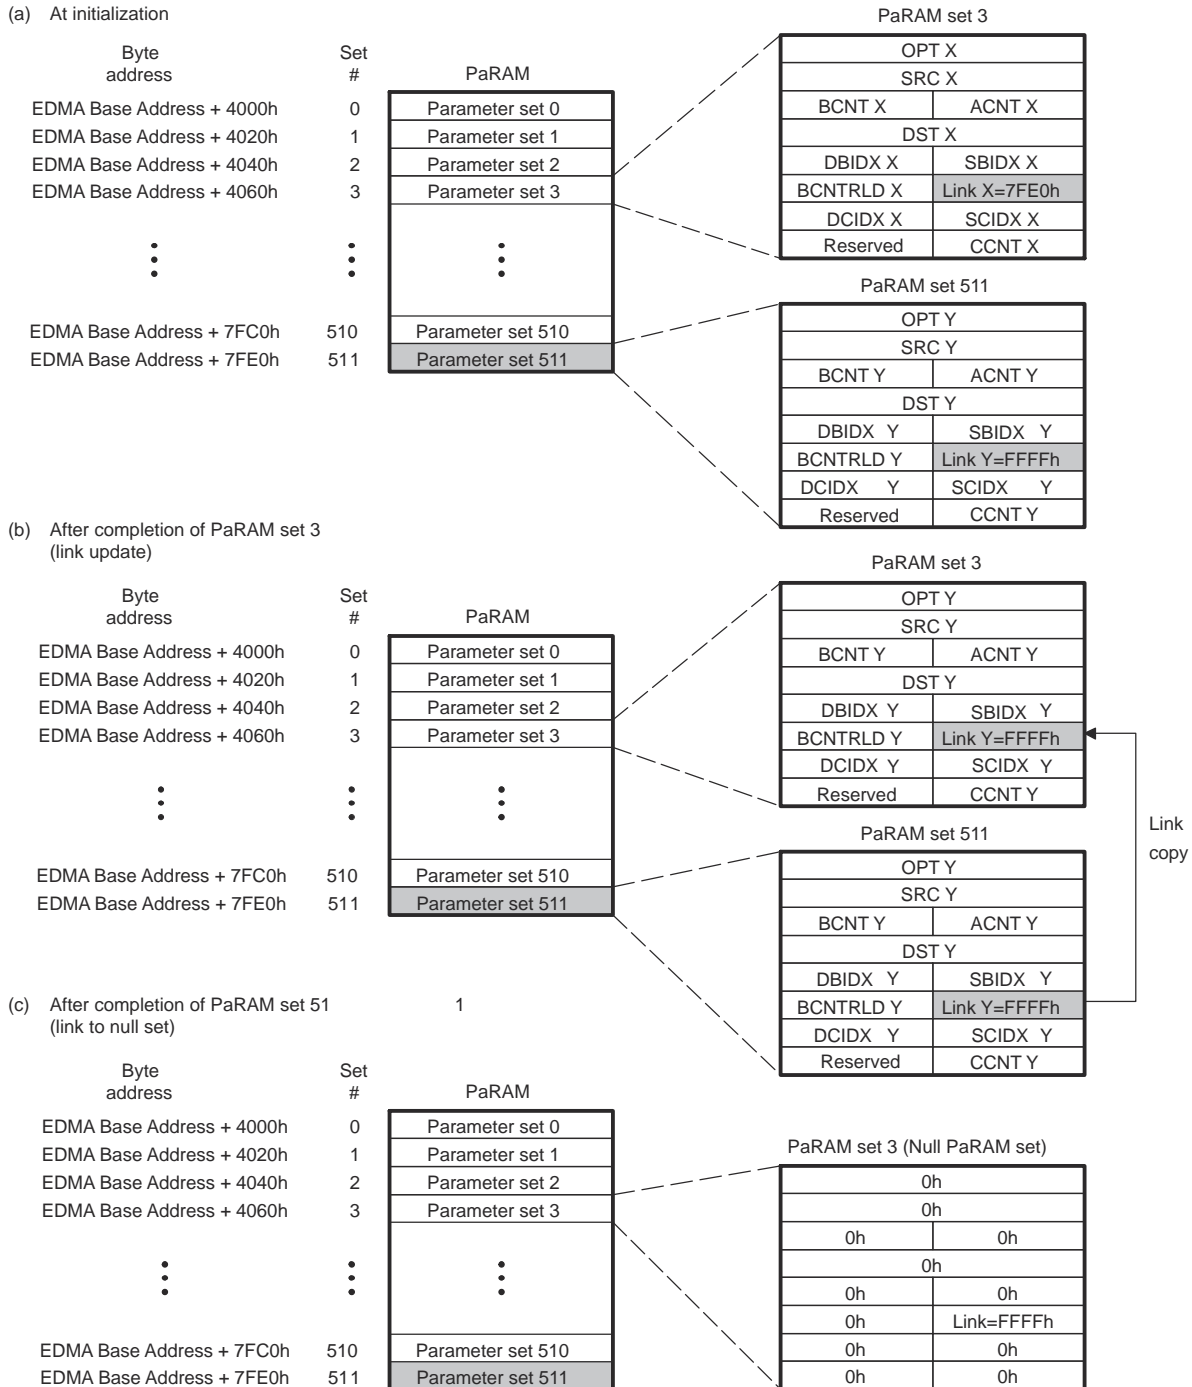 (a) At initialization
Byte address
Set #
PaRAM
EDMA Base Address + 4000h 0 Parameter set 0
EDMA Base Address + 4020h 1 Parameter set 1
EDMA Base Address + 4040h 2 Parameter set 2
EDMA Base Address + 4060h 3 Parameter set 3
EDMA Base Address + 7FC0h 510 Parameter set 510
EDMA Base Address + 7FE0h 511 Parameter set 511
PaRAM set 3
OPT X
SRC X
BCNT X ACNT X
DST X
DBIDX X SBIDX X
BCNTRLD X Link X=7FE0h
DCIDX X SCIDX X
Reserved CCNT X
PaRAM set 511
OPT Y
SRC Y
BCNT Y ACNT Y
DST Y
DBIDX Y SBIDX Y
BCNTRLD Y Link Y=FFFFh
DCIDX Y SCIDX Y
Reserved CCNT Y
(b) After completion of PaRAM set 3
(link update)
Byte address
Set #
PaRAM
EDMA Base Address + 4000h 0 Parameter set 0
EDMA Base Address + 4020h 1 Parameter set 1
EDMA Base Address + 4040h 2 Parameter set 2
EDMA Base Address + 4060h 3 Parameter set 3
EDMA Base Address + 7FC0h 510 Parameter set 510
EDMA Base Address + 7FE0h 511 Parameter set 511
PaRAM set 3
OPT Y
SRC Y
BCNT Y ACNT Y
DST Y
DBIDX Y SBIDX Y
BCNTRLD Y Link Y=FFFFh
DCIDX Y SCIDX Y
Reserved CCNT Y
Link
copy
PaRAM set 511
OPT Y
SRC Y
BCNT Y ACNT Y
DST Y
DBIDX Y SBIDX Y
BCNTRLD Y Link Y=FFFFh
DCIDX Y SCIDX Y
Reserved CCNT Y
(c) After completion of PaRAM set 51 1
(link to null set)
Byte address
Set #
PaRAM
EDMA Base Address + 4000h 0 Parameter set 0
EDMA Base Address + 4020h 1 Parameter set 1
EDMA Base Address + 4040h 2 Parameter set 2
EDMA Base Address + 4060h 3 Parameter set 3
EDMA Base Address + 7FC0h 510 Parameter set 510
EDMA Base Address + 7FE0h 511 Parameter set 511
PaRAM set 3 (Null PaRAM set)
0h
0h
0h 0h
0h
0h 0h
0h Link=FFFFh
0h 0h
0h 0h